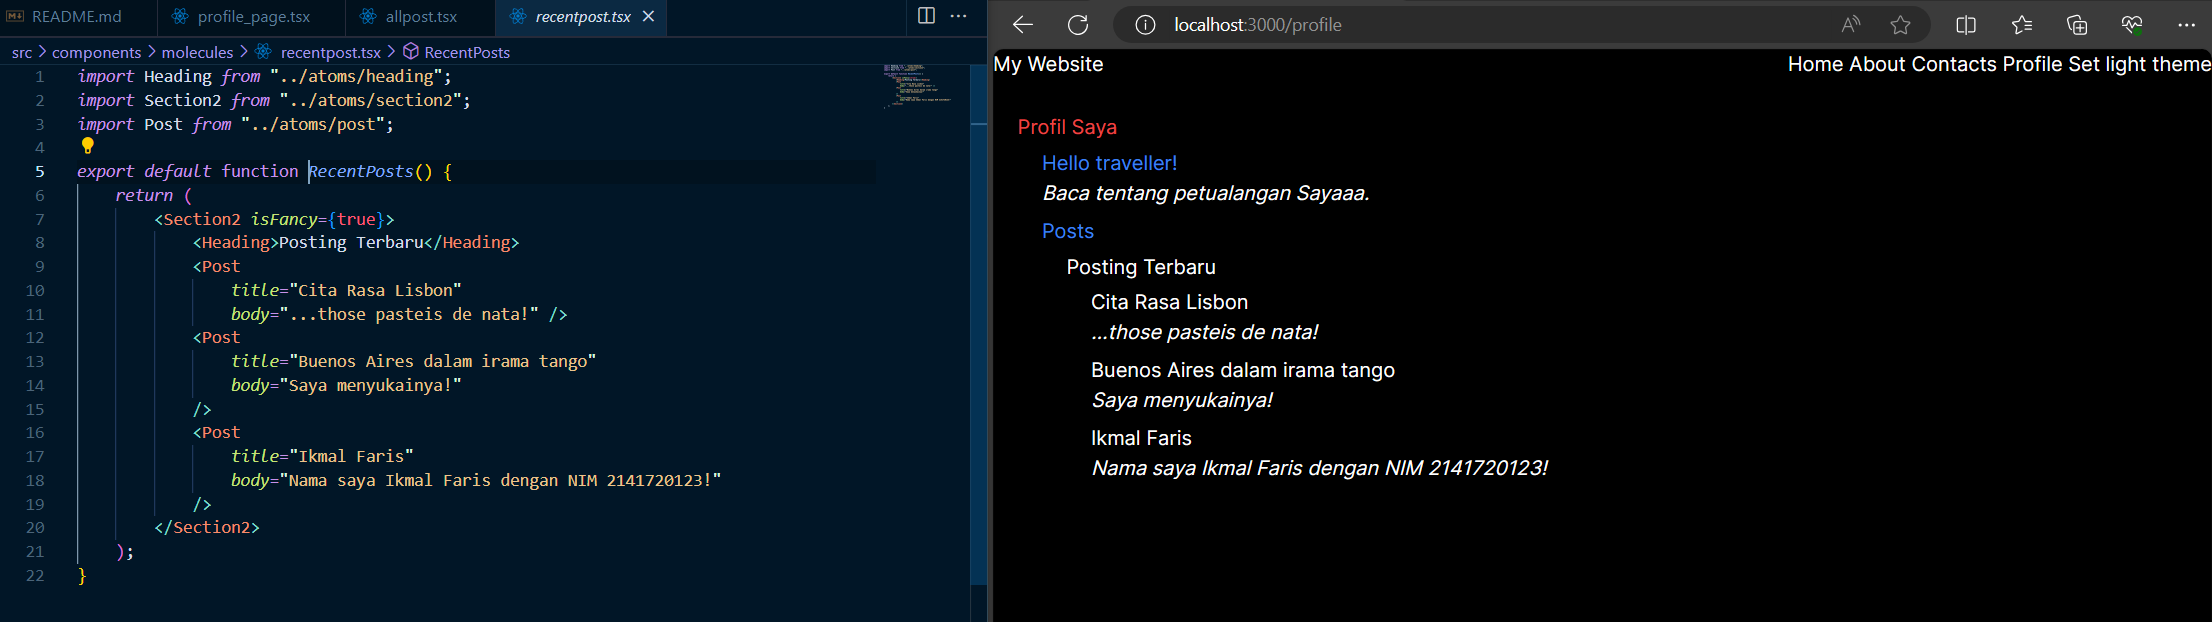 README.md profile_page.tsx allpost.tsx recentpost.tsx
src > components > molecules > recentpost.tsx > RecentPosts
1 import Heading from "../atoms/heading";
2 import Section2 from "../atoms/section2";
3 import Post from "../atoms/post";
4
5 export default function RecentPosts() {
6 return (
7 <Section2 isFancy={true}>
8 <Heading>Posting Terbaru</Heading>
9 <Post
10 title="Cita Rasa Lisbon"
11 body="...those pasteis de nata!" />
12 <Post
13 title="Buenos Aires dalam irama tango"
14 body="Saya menyukainya!"
15 />
16 <Post
17 title="Ikmal Faris"
18 body="Nama saya Ikmal Faris dengan NIM 2141720123!"
19 />
20 </Section2>
21 );
22 }
localhost:3000/profile
My Website Home About Contacts Profile Set light theme
Profil Saya
Hello traveller!
Baca tentang petualangan Sayaaa.
Posts
Posting Terbaru
Cita Rasa Lisbon
...those pasteis de nata!
Buenos Aires dalam irama tango
Saya menyukainya!
Ikmal Faris
Nama saya Ikmal Faris dengan NIM 2141720123!